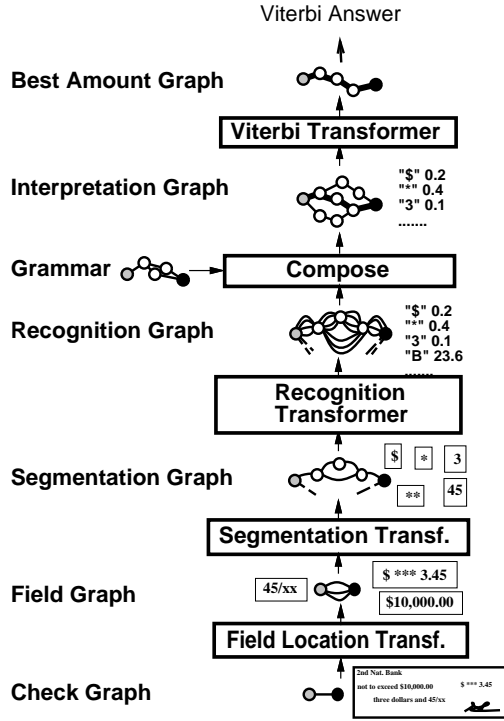 Viterbi Answer
Best Amount Graph
Viterbi Transformer
Interpretation Graph
"$" 0.2
"*" 0.4
"3" 0.1
.......
Grammar
Compose
Recognition Graph
"$" 0.2
"*" 0.4
"3" 0.1
"B" 23.6
.......
Recognition
Transformer
Segmentation Graph
$ * 3
** 45
Segmentation Transf.
Field Graph
45/xx
$ *** 3.45
$10,000.00
Field Location Transf.
Check Graph
2nd Nat. Bank
not to exceed $10,000.00 $ *** 3.45
three dollars and 45/xx